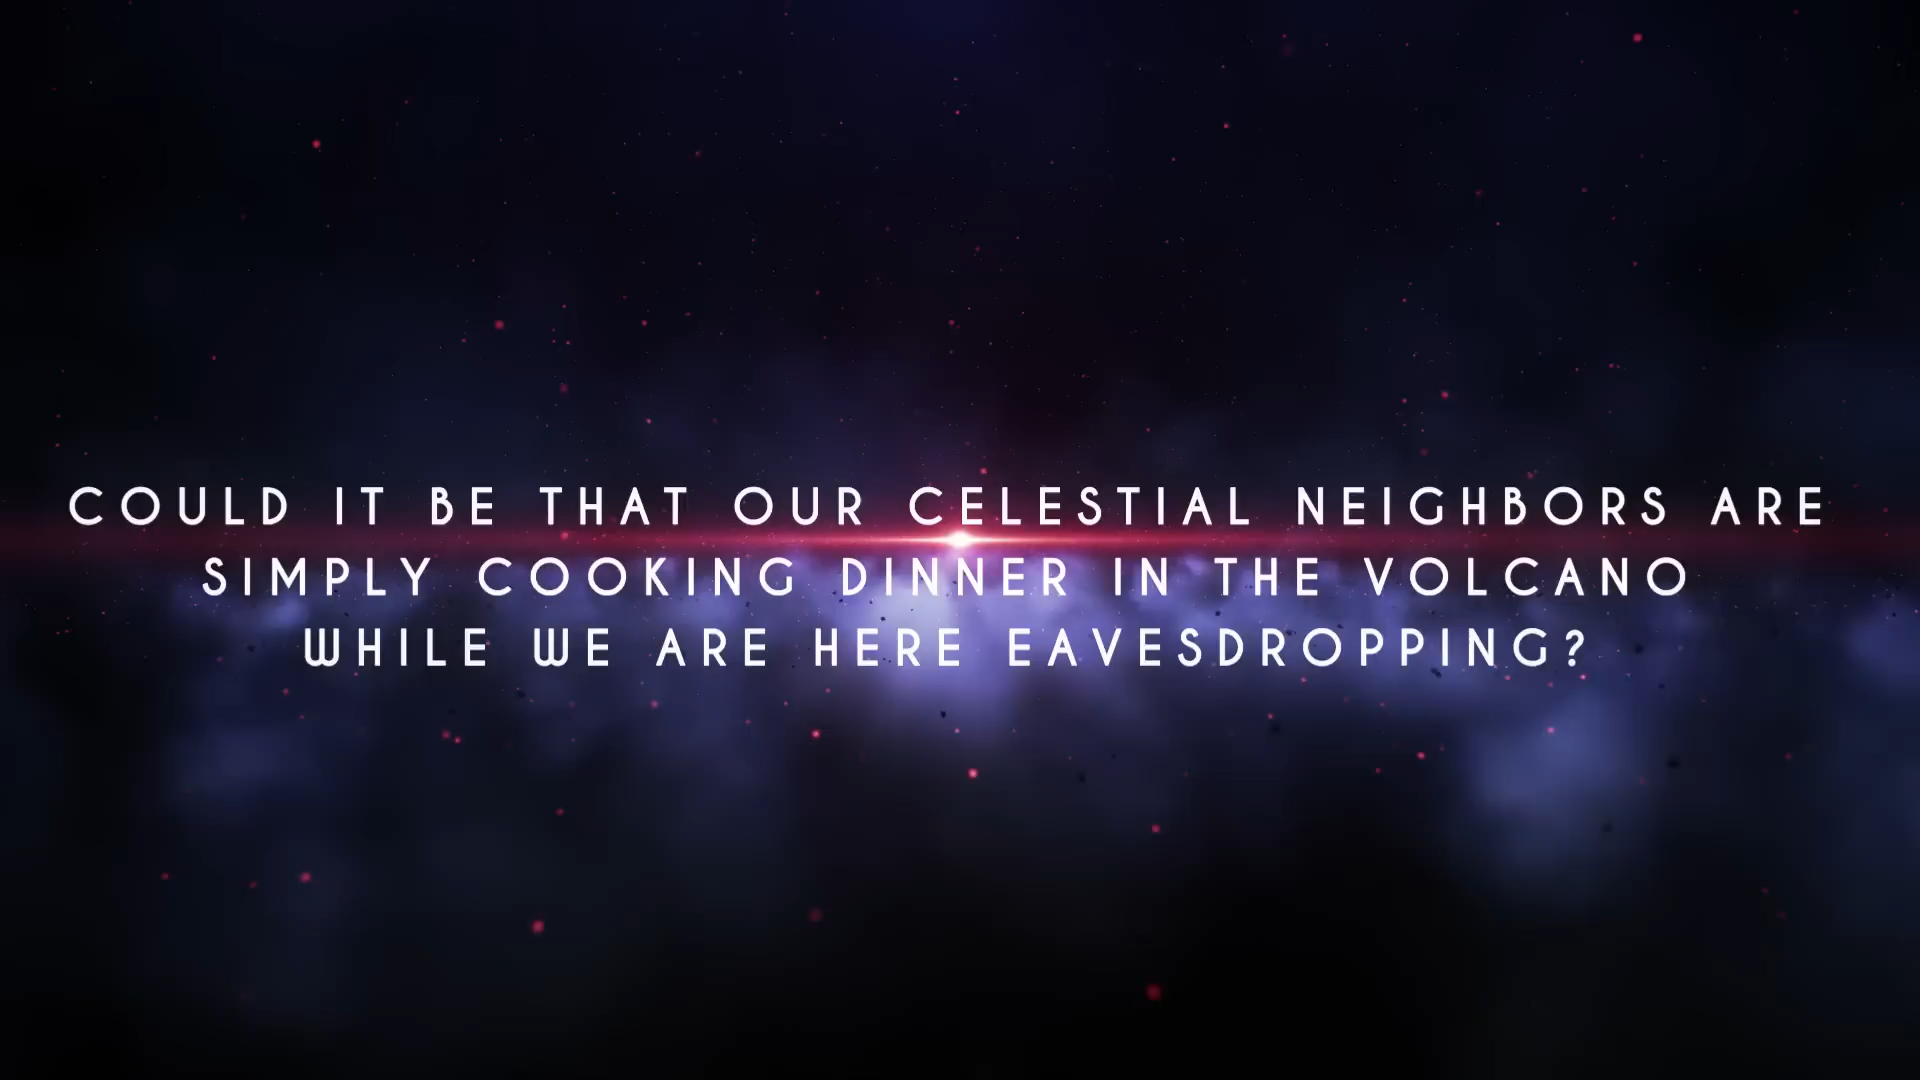 COULD IT BE THAT OUR CELESTIAL NEIGHBORS ARE
SIMPLY COOKING DINNER IN THE VOLCANO
WHILE WE ARE HERE EAVESDROPPING?